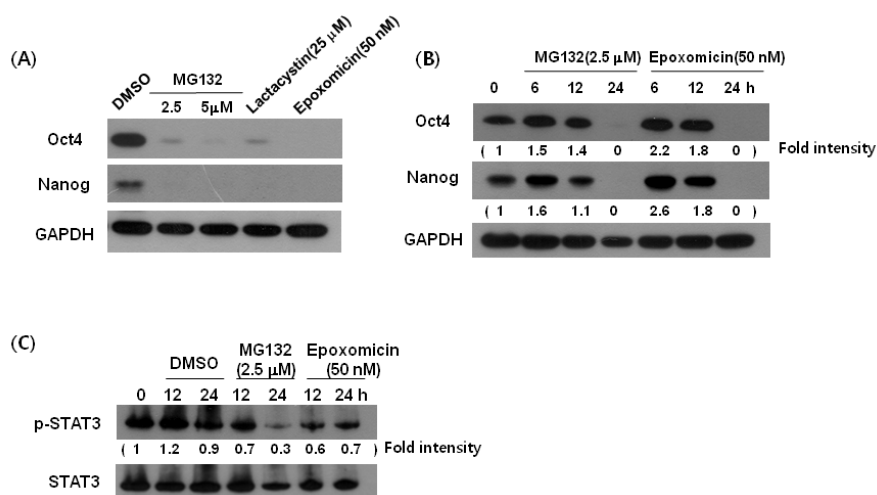 (A)
DMSO
MG132
2.5 5μM
Lactacystin(25 μM)
Epoxomicin(50 nM)
Oct4
Nanog
GAPDH
(B)
MG132(2.5 μM) Epoxomicin(50 nM)
0 6 12 24 6 12 24 h
Oct4
( 1 1.5 1.4 0 2.2 1.8 0 ) Fold intensity
Nanog
( 1 1.6 1.1 0 2.6 1.8 0 )
GAPDH
(C)
DMSO
MG132
(2.5 μM)
Epoxomicin
(50 nM)
0 12 24 12 24 12 24 h
p-STAT3
( 1 1.2 0.9 0.7 0.3 0.6 0.7 ) Fold intensity
STAT3